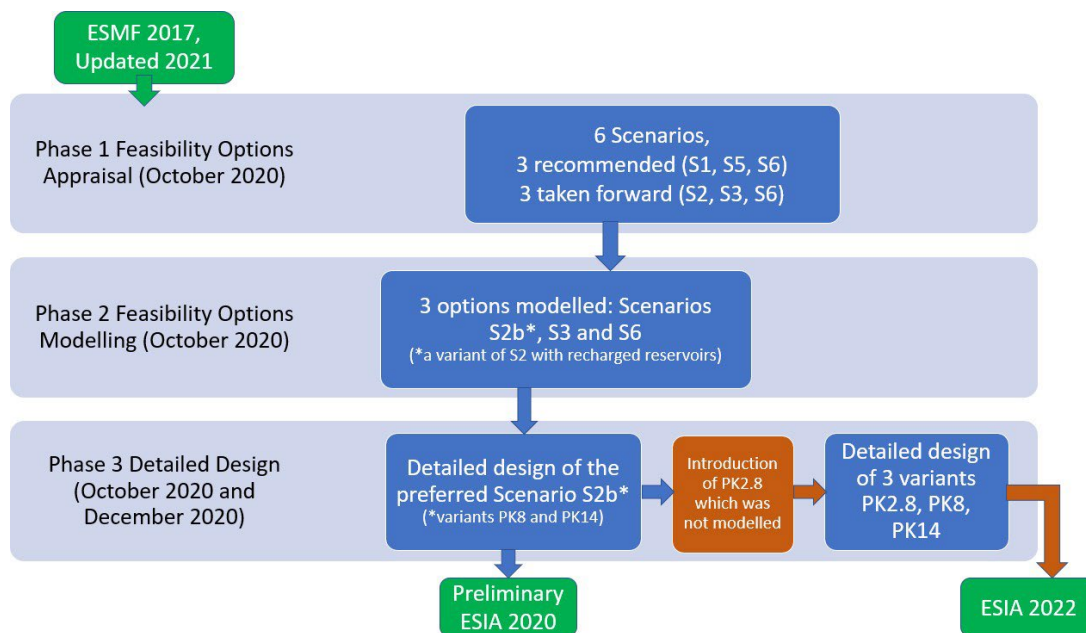 ESMF 2017,
Updated 2021
Phase 1 Feasibility Options
Appraisal (October 2020)
6 Scenarios,
3 recommended (S1, S5, S6)
3 taken forward (S2, S3, S6)
Phase 2 Feasibility Options
Modelling (October 2020)
3 options modelled: Scenarios
S2b*, S3 and S6
(*a variant of S2 with recharged reservoirs)
Phase 3 Detailed Design
(October 2020 and
December 2020)
Detailed design of the
preferred Scenario S2b*
(*variants PK8 and PK14)
Introduction
of PK2.8
which was
not modelled
Detailed design
of 3 variants
PK2.8, PK8,
PK14
Preliminary
ESIA 2020
ESIA 2022